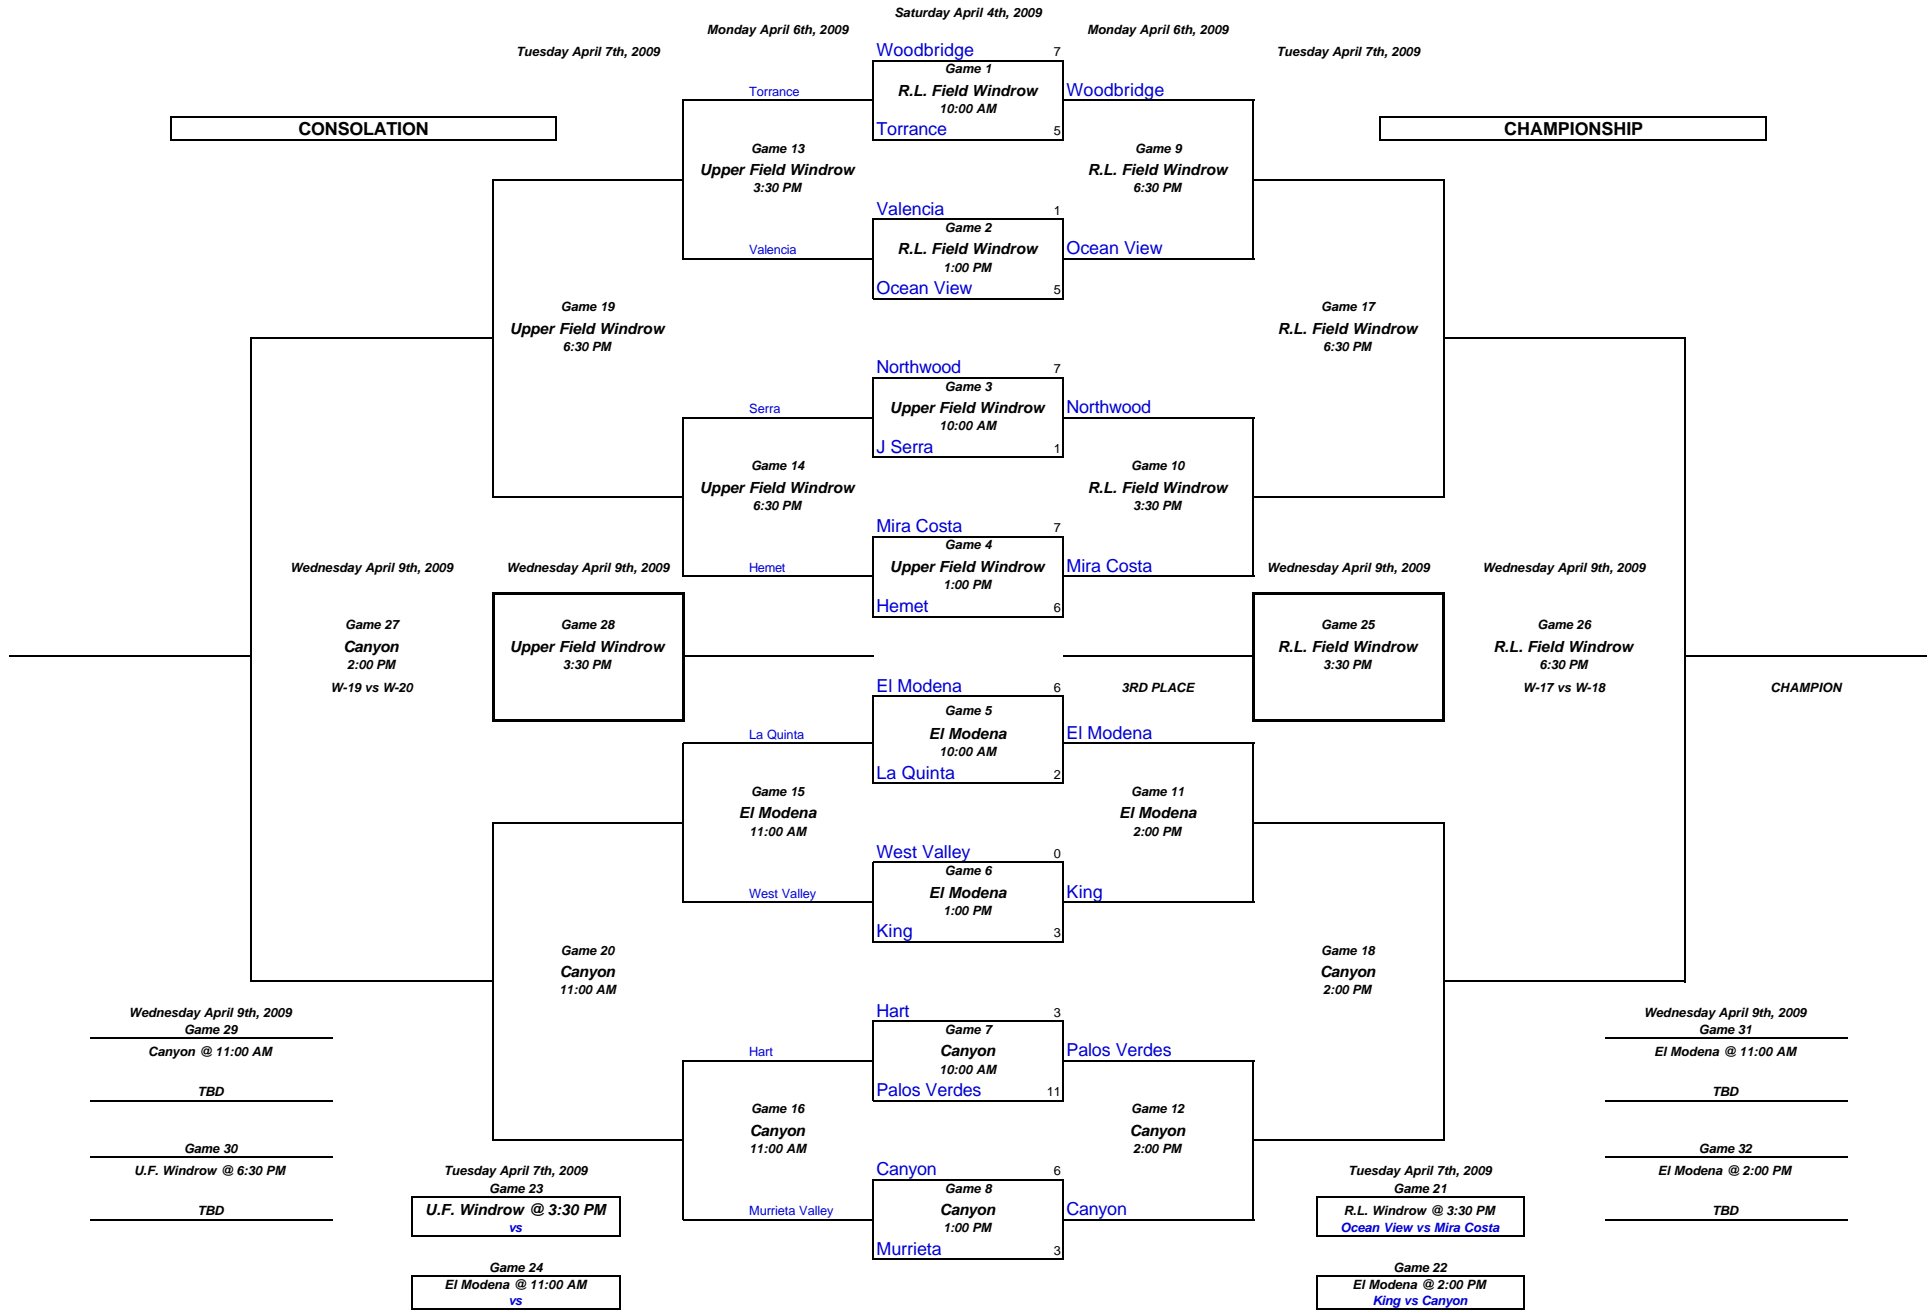 Saturday April 4th, 2009
Monday April 6th, 2009
Monday April 6th, 2009
Tuesday April 7th, 2009
Woodbridge 7
Tuesday April 7th, 2009
Game 1
Torrance
R.L. Field Windrow
Woodbridge
10:00 AM
CONSOLATION
Torrance 5
CHAMPIONSHIP
Game 13
Game 9
Upper Field Windrow
R.L. Field Windrow
3:30 PM
6:30 PM
Valencia 1
Game 2
Valencia
R.L. Field Windrow
Ocean View
1:00 PM
Ocean View 5
Game 19
Game 17
Upper Field Windrow
R.L. Field Windrow
6:30 PM
6:30 PM
Northwood 7
Game 3
Serra
Upper Field Windrow
Northwood
10:00 AM
J Serra 1
Game 14
Game 10
Upper Field Windrow
R.L. Field Windrow
6:30 PM
3:30 PM
Mira Costa 7
Game 4
Wednesday April 9th, 2009
Wednesday April 9th, 2009
Hemet
Upper Field Windrow
Mira Costa
Wednesday April 9th, 2009
Wednesday April 9th, 2009
1:00 PM
Hemet 6
Game 27
Game 28
Game 25
Game 26
Canyon
Upper Field Windrow
R.L. Field Windrow
R.L. Field Windrow
2:00 PM
3:30 PM
3:30 PM
6:30 PM
W-19 vs W-20
El Modena 6
3RD PLACE
W-17 vs W-18
CHAMPION
Game 5
La Quinta
El Modena
El Modena
10:00 AM
La Quinta 2
Game 15
Game 11
El Modena
El Modena
11:00 AM
2:00 PM
West Valley 0
Game 6
West Valley
El Modena
King
1:00 PM
King 3
Game 20
Game 18
Canyon
Canyon
11:00 AM
2:00 PM
Wednesday April 9th, 2009
Hart 3
Wednesday April 9th, 2009
Game 29
Game 7
Game 31
Canyon @ 11:00 AM
Hart
Canyon
Palos Verdes
El Modena @ 11:00 AM
10:00 AM
TBD
Palos Verdes 11
TBD
Game 16
Game 12
Canyon
Canyon
11:00 AM
2:00 PM
Game 30
Game 32
U.F. Windrow @ 6:30 PM
Tuesday April 7th, 2009
Canyon 6
Tuesday April 7th, 2009
El Modena @ 2:00 PM
Game 23
Game 8
Game 21
TBD
U.F. Windrow @ 3:30 PM
Murrieta Valley
Canyon
Canyon
R.L. Windrow @ 3:30 PM
TBD
vs
1:00 PM
Ocean View vs Mira Costa
Murrieta 3
Game 24
Game 22
El Modena @ 11:00 AM
El Modena @ 2:00 PM
vs
King vs Canyon